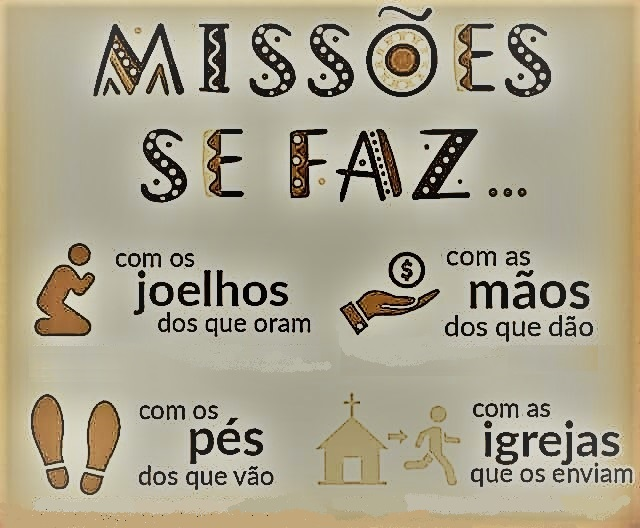 MISSÕES
SE FAZ...
com os
joelhos
dos que oram
com as
mãos
dos que dão
com os
pés
dos que vão
com as
igrejas
que os enviam
$